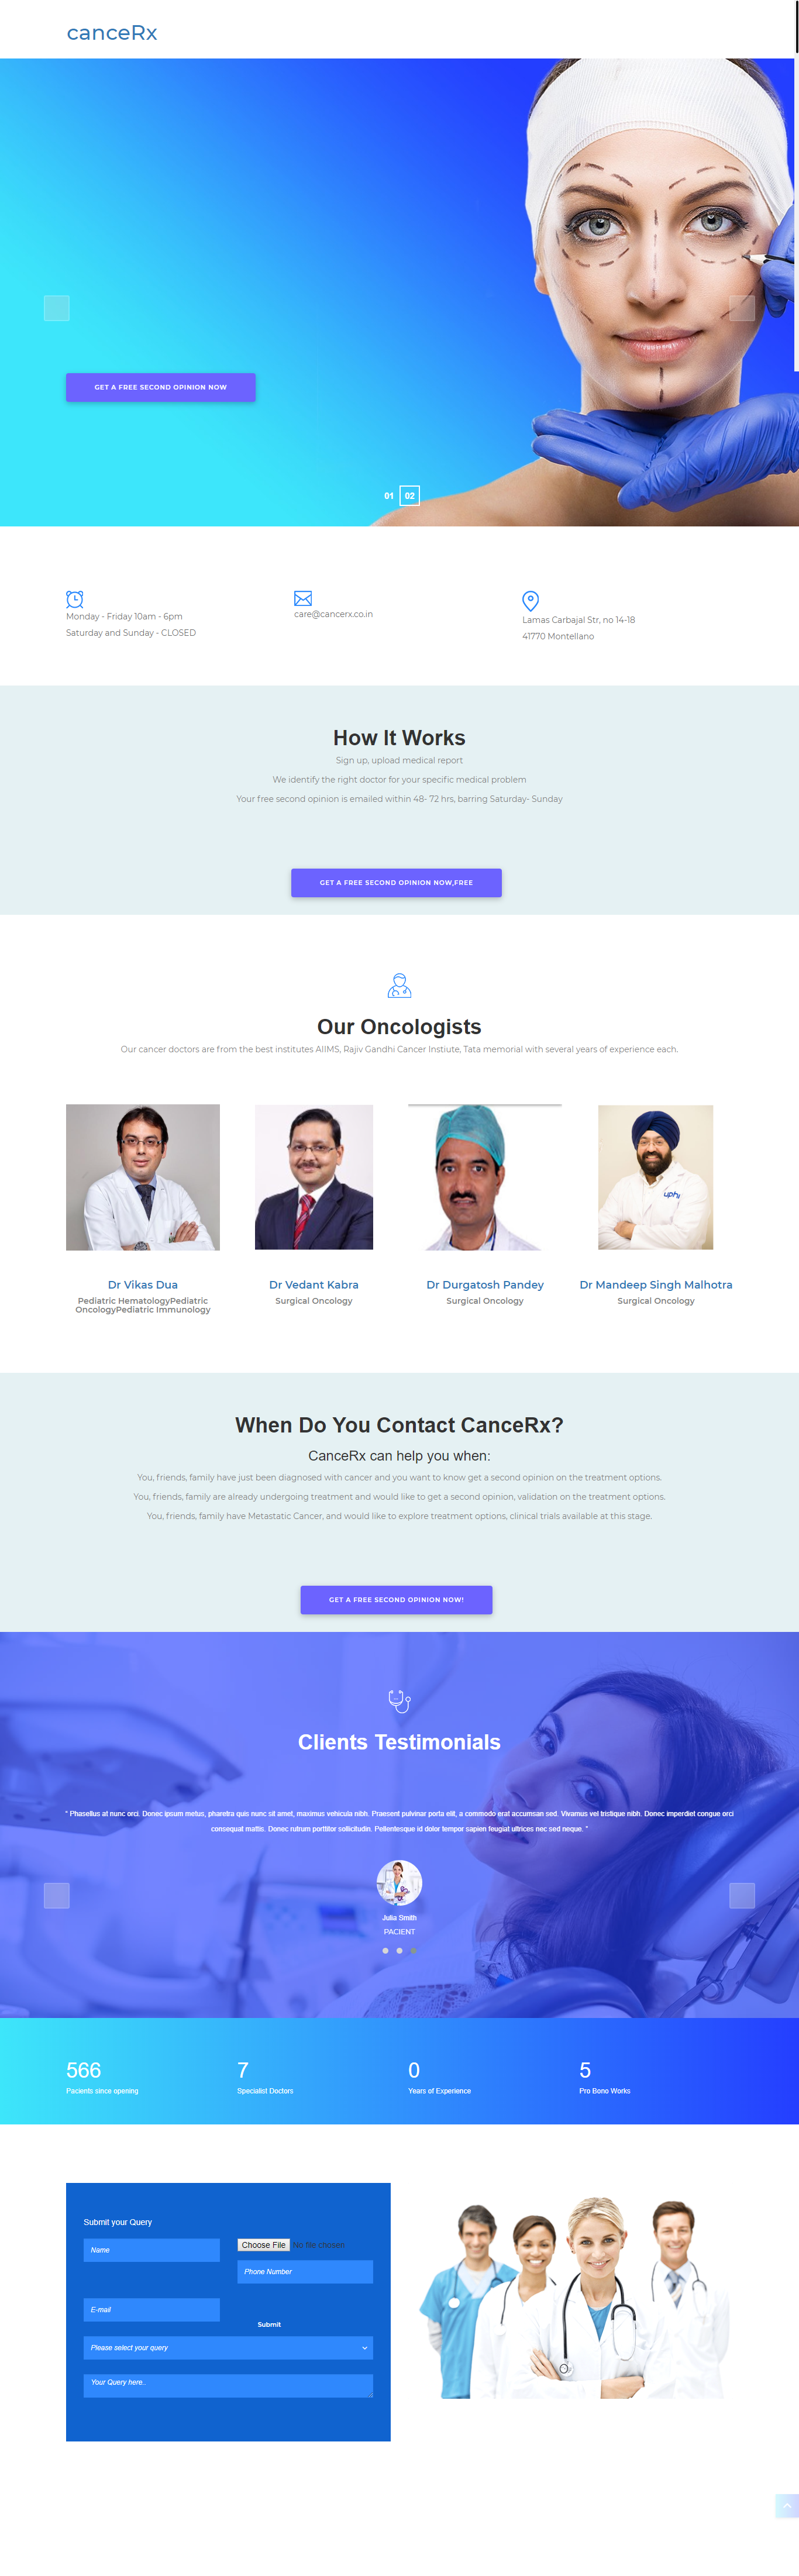 canceRx
GET A FREE SECOND OPINION NOW
01 02
Monday - Friday 10am - 6pm
Saturday and Sunday - CLOSED
care@cancerx.co.in
Lamas Carbajal Str, no 14-18
41770 Montellano
How It Works
Sign up, upload medical report
We identify the right doctor for your specific medical problem
Your free second opinion is emailed within 48- 72 hrs, barring Saturday- Sunday
GET A FREE SECOND OPINION NOW,FREE
Our Oncologists
Our cancer doctors are from the best institutes AIIMS, Rajiv Gandhi Cancer Instiute, Tata memorial with several years of experience each.
Dr Vikas Dua
Pediatric HematologyPediatric
OncologyPediatric Immunology
Dr Vedant Kabra
Surgical Oncology
Dr Durgatosh Pandey
Surgical Oncology
Dr Mandeep Singh Malhotra
Surgical Oncology
When Do You Contact CanceRx?
CanceRx can help you when:
You, friends, family have just been diagnosed with cancer and you want to know get a second opinion on the treatment options.
You, friends, family are already undergoing treatment and would like to get a second opinion, validation on the treatment options.
You, friends, family have Metastatic Cancer, and would like to explore treatment options, clinical trials available at this stage.
GET A FREE SECOND OPINION NOW!
Clients Testimonials
" Phasellus at nunc orci. Donec ipsum metus, pharetra quis nunc sit amet, maximus vehicula nibh. Praesent pulvinar porta elit, a commodo erat accumsan sed. Vivamus vel tristique nibh. Donec imperdiet congue orci
consequat mattis. Donec rutrum porttitor sollicitudin. Pellentesque id dolor tempor sapien feugiat ultrices nec sed neque. "
Julia Smith
PACIENT
566
Pacients since opening
7
Specialist Doctors
0
Years of Experience
5
Pro Bono Works
Submit your Query
Name
Choose File No file chosen
Phone Number
E-mail
Submit
Please select your query
Your Query here..